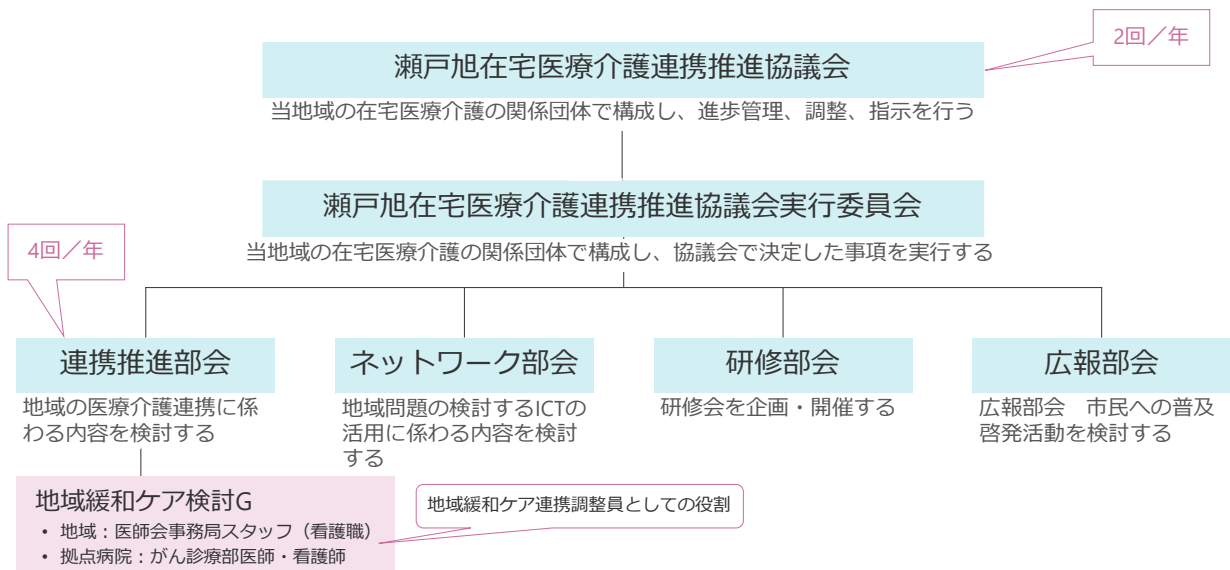 2回／年
瀬戸旭在宅医療介護連携推進協議会
当地域の在宅医療介護の関係団体で構成し、進歩管理、調整、指示を行う
瀬戸旭在宅医療介護連携推進協議会実行委員会
当地域の在宅医療介護の関係団体で構成し、協議会で決定した事項を実行する
4回／年
連携推進部会
地域の医療介護連携に係
わる内容を検討する
ネットワーク部会
地域問題の検討するICTの
活用に係わる内容を検討
する
研修部会
研修会を企画・開催する
広報部会
広報部会　市民への普及
啓発活動を検討する
地域緩和ケア検討G
• 地域：医師会事務局スタッフ（看護職）
• 拠点病院：がん診療部医師・看護師
地域緩和ケア連携調整員としての役割